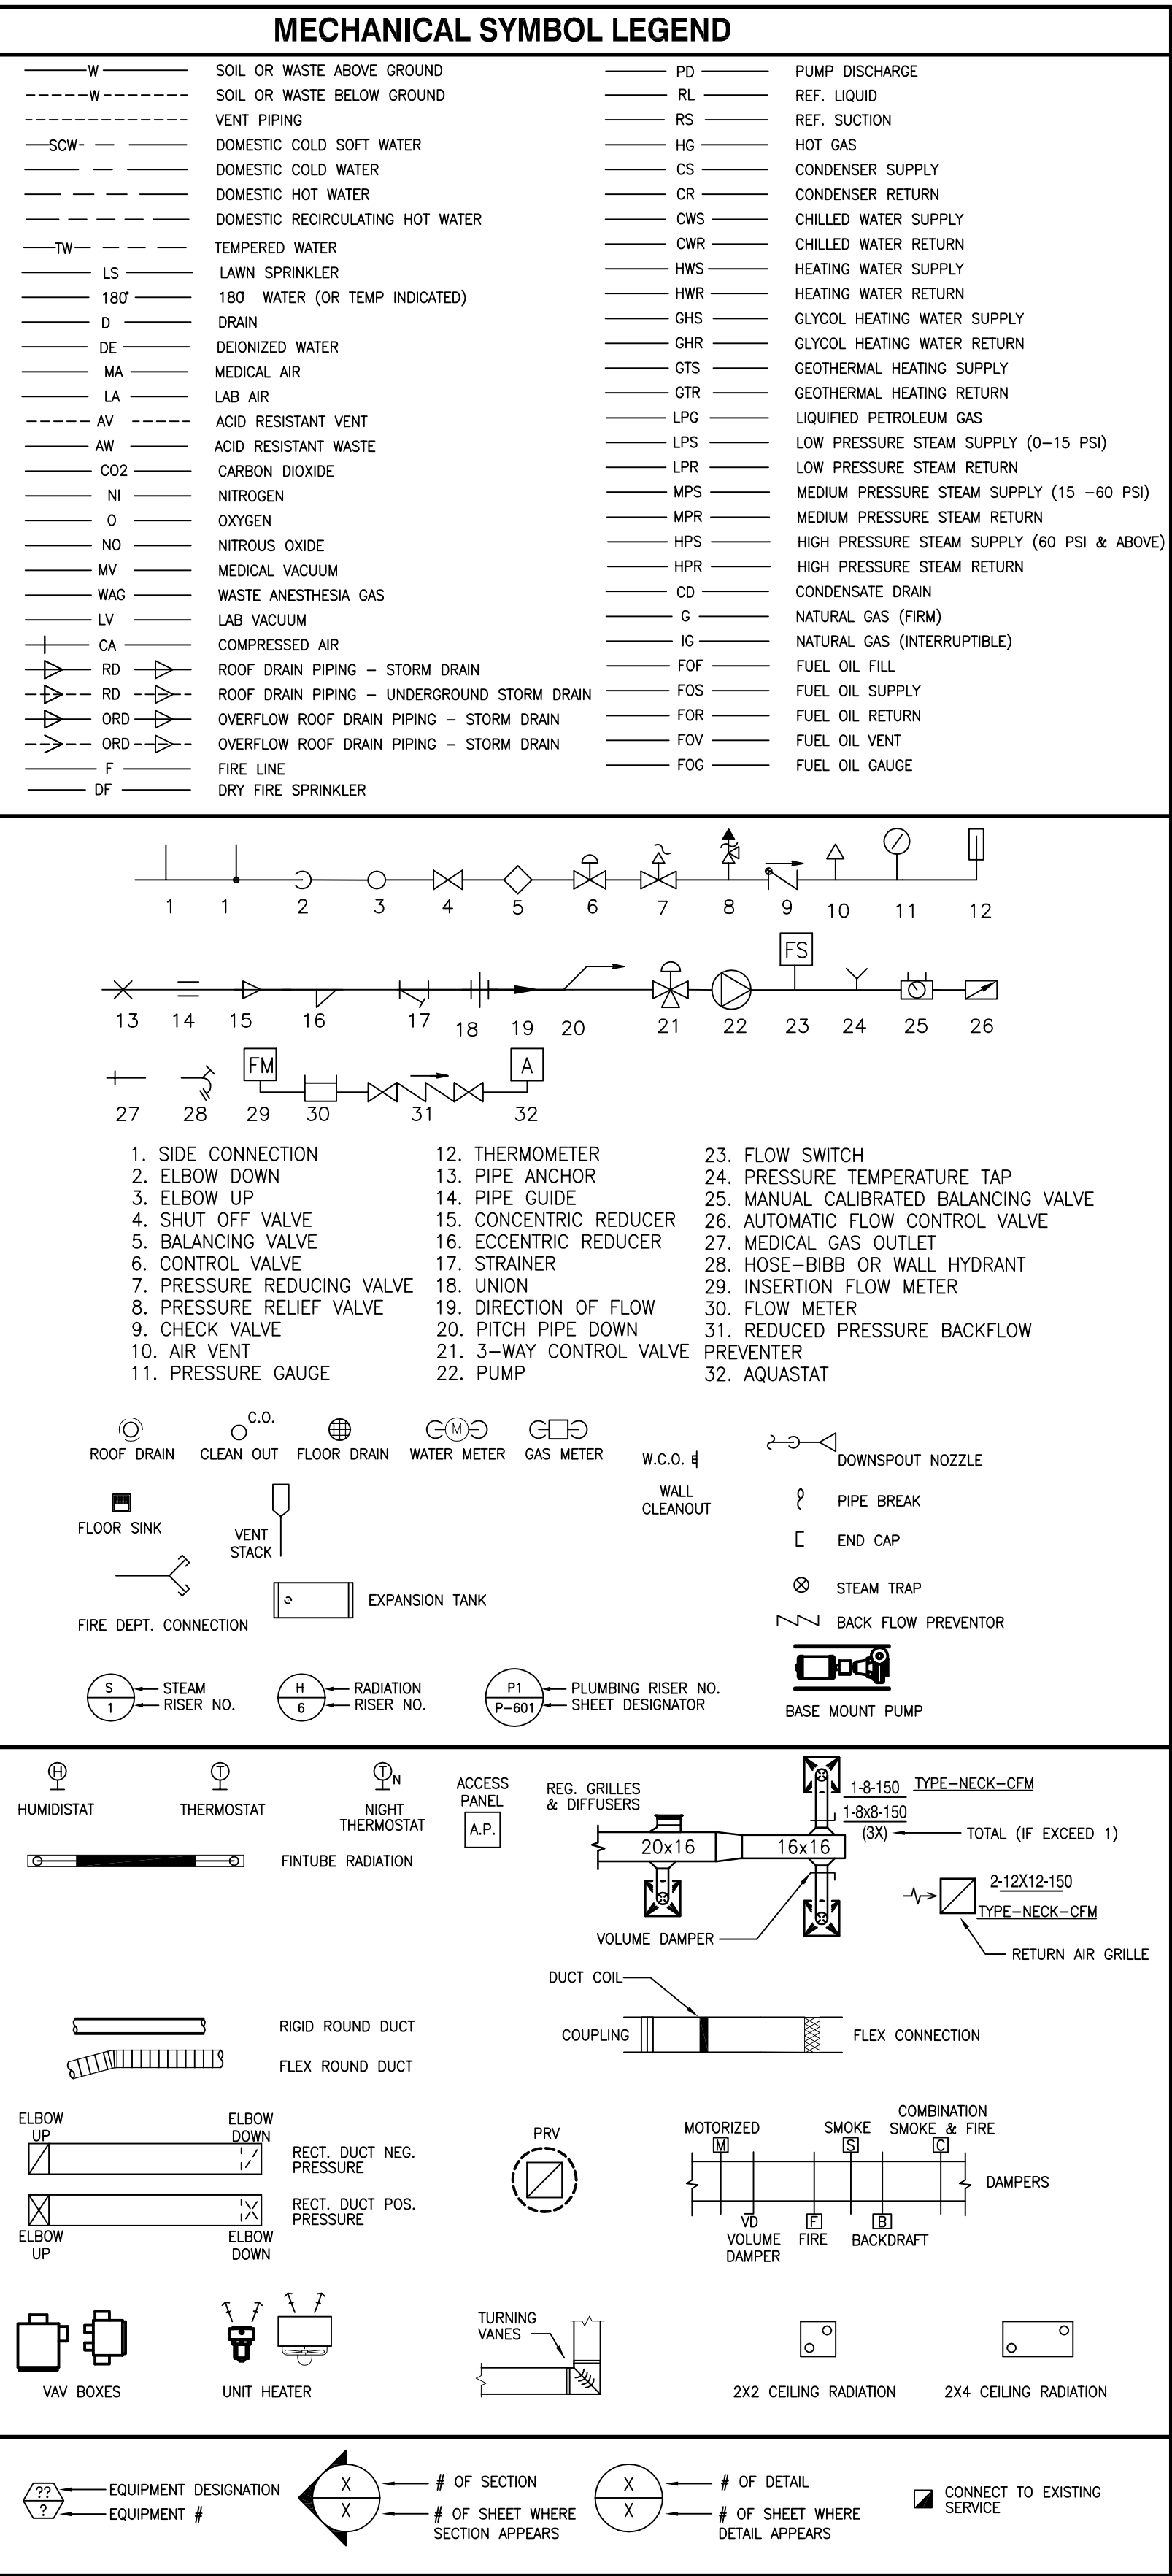 MECHANICAL SYMBOL LEGEND
W SOIL OR WASTE ABOVE GROUND
W SOIL OR WASTE BELOW GROUND
VENT PIPING
SCW DOMESTIC COLD SOFT WATER
DOMESTIC COLD WATER
DOMESTIC HOT WATER
DOMESTIC RECIRCULATING HOT WATER
TW TEMPERED WATER
LS LAWN SPRINKLER
180° 180 WATER (OR TEMP INDICATED)
D DRAIN
DE DEIONIZED WATER
MA MEDICAL AIR
LA LAB AIR
AV ACID RESISTANT VENT
AW ACID RESISTANT WASTE
CO2 CARBON DIOXIDE
NI NITROGEN
O OXYGEN
NO NITROUS OXIDE
MV MEDICAL VACUUM
WAG WASTE ANESTHESIA GAS
LV LAB VACUUM
CA COMPRESSED AIR
RD ROOF DRAIN PIPING – STORM DRAIN
RD ROOF DRAIN PIPING – UNDERGROUND STORM DRAIN
ORD OVERFLOW ROOF DRAIN PIPING – STORM DRAIN
ORD OVERFLOW ROOF DRAIN PIPING – STORM DRAIN
F FIRE LINE
DF DRY FIRE SPRINKLER
PD PUMP DISCHARGE
RL REF. LIQUID
RS REF. SUCTION
HG HOT GAS
CS CONDENSER SUPPLY
CR CONDENSER RETURN
CWS CHILLED WATER SUPPLY
CWR CHILLED WATER RETURN
HWS HEATING WATER SUPPLY
HWR HEATING WATER RETURN
GHS GLYCOL HEATING WATER SUPPLY
GHR GLYCOL HEATING WATER RETURN
GTS GEOTHERMAL HEATING SUPPLY
GTR GEOTHERMAL HEATING RETURN
LPG LIQUIFIED PETROLEUM GAS
LPS LOW PRESSURE STEAM SUPPLY (0–15 PSI)
LPR LOW PRESSURE STEAM RETURN
MPS MEDIUM PRESSURE STEAM SUPPLY (15 –60 PSI)
MPR MEDIUM PRESSURE STEAM RETURN
HPS HIGH PRESSURE STEAM SUPPLY (60 PSI & ABOVE)
HPR HIGH PRESSURE STEAM RETURN
CD CONDENSATE DRAIN
G NATURAL GAS (FIRM)
IG NATURAL GAS (INTERRUPTIBLE)
FOF FUEL OIL FILL
FOS FUEL OIL SUPPLY
FOR FUEL OIL RETURN
FOV FUEL OIL VENT
FOG FUEL OIL GAUGE
1 1 2 3 4 5 6 7 8 9 10 11 12
FS
13 14 15 16 17 18 19 20 21 22 23 24 25 26
FM A
27 28 29 30 31 32
1. SIDE CONNECTION
2. ELBOW DOWN
3. ELBOW UP
4. SHUT OFF VALVE
5. BALANCING VALVE
6. CONTROL VALVE
7. PRESSURE REDUCING VALVE
8. PRESSURE RELIEF VALVE
9. CHECK VALVE
10. AIR VENT
11. PRESSURE GAUGE
12. THERMOMETER
13. PIPE ANCHOR
14. PIPE GUIDE
15. CONCENTRIC REDUCER
16. ECCENTRIC REDUCER
17. STRAINER
18. UNION
19. DIRECTION OF FLOW
20. PITCH PIPE DOWN
21. 3–WAY CONTROL VALVE
22. PUMP
23. FLOW SWITCH
24. PRESSURE TEMPERATURE TAP
25. MANUAL CALIBRATED BALANCING VALVE
26. AUTOMATIC FLOW CONTROL VALVE
27. MEDICAL GAS OUTLET
28. HOSE–BIBB OR WALL HYDRANT
29. INSERTION FLOW METER
30. FLOW METER
31. REDUCED PRESSURE BACKFLOW
PREVENTER
32. AQUASTAT
C.O.
M
ROOF DRAIN CLEAN OUT FLOOR DRAIN WATER METER GAS METER
W.C.O.
WALL
CLEANOUT
DOWNSPOUT NOZZLE
PIPE BREAK
END CAP
STEAM TRAP
BACK FLOW PREVENTOR
BASE MOUNT PUMP
FLOOR SINK
VENT
STACK
FIRE DEPT. CONNECTION
EXPANSION TANK
S STEAM
1 RISER NO.
H RADIATION
6 RISER NO.
P1 PLUMBING RISER NO.
P–601 SHEET DESIGNATOR
H
HUMIDISTAT
T
THERMOSTAT
T N
NIGHT
THERMOSTAT
ACCESS
PANEL
A.P.
FINTUBE RADIATION
REG. GRILLES
& DIFFUSERS
20x16 16x16
1-8-150 TYPE–NECK–CFM
1-8x8-150
(3X) TOTAL (IF EXCEED 1)
VOLUME DAMPER
2-12X12-150
TYPE–NECK–CFM
RETURN AIR GRILLE
DUCT COIL
COUPLING
FLEX CONNECTION
RIGID ROUND DUCT
FLEX ROUND DUCT
ELBOW
UP
ELBOW
DOWN
RECT. DUCT NEG.
PRESSURE
RECT. DUCT POS.
PRESSURE
ELBOW
UP
ELBOW
DOWN
PRV
MOTORIZED
M
SMOKE
S
COMBINATION
SMOKE & FIRE
C
DAMPERS
VD
VOLUME
DAMPER
F
FIRE
B
BACKDRAFT
VAV BOXES
UNIT HEATER
TURNING
VANES
2X2 CEILING RADIATION
2X4 CEILING RADIATION
?? EQUIPMENT DESIGNATION
? EQUIPMENT #
X # OF SECTION
X # OF SHEET WHERE
SECTION APPEARS
X # OF DETAIL
X # OF SHEET WHERE
DETAIL APPEARS
CONNECT TO EXISTING
SERVICE